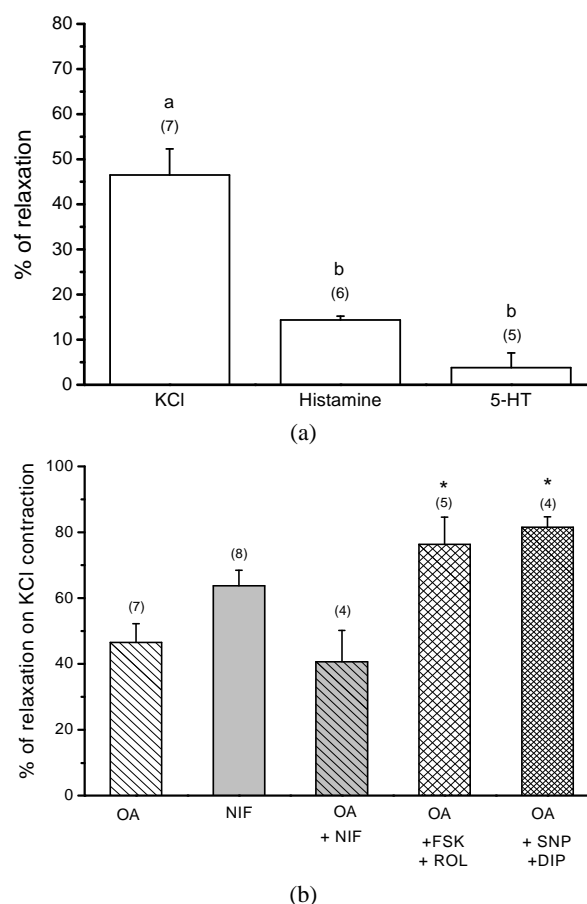 80
70
60
50
40
30
20
10
0
% of relaxation
a
(7)
b
(6)
b
(5)
KCl
Histamine
5-HT
(a)
100
80
60
40
20
0
% of relaxation on KCl contraction
(7)
(8)
(4)
*
(5)
*
(4)
OA
NIF
OA
+ NIF
OA
+FSK
+ ROL
OA
+ SNP
+DIP
(b)